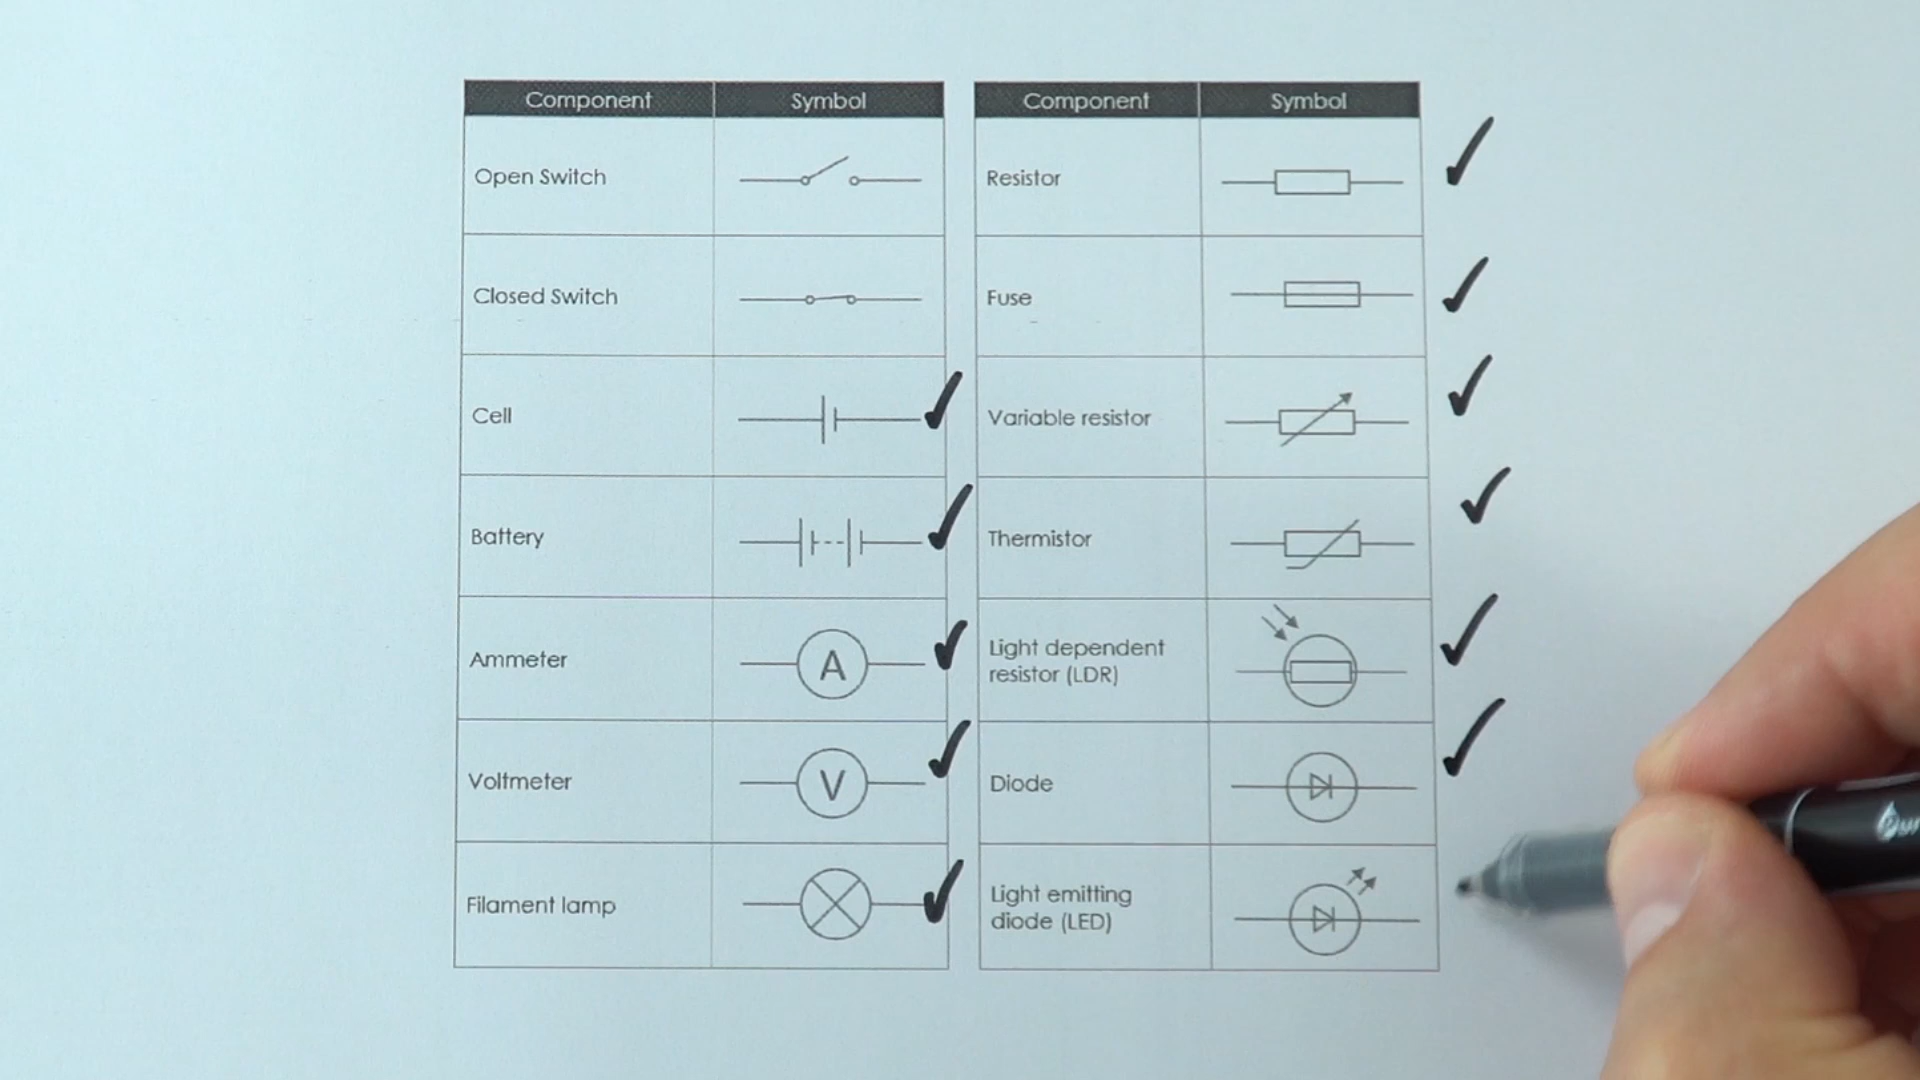 Component Symbol
Open Switch
Closed Switch
Cell
Battery
Ammeter A
Voltmeter V
Filament lamp
Component Symbol
Resistor
Fuse
Variable resistor
Thermistor
Light dependent
resistor (LDR)
Diode
Light emitting
diode (LED)